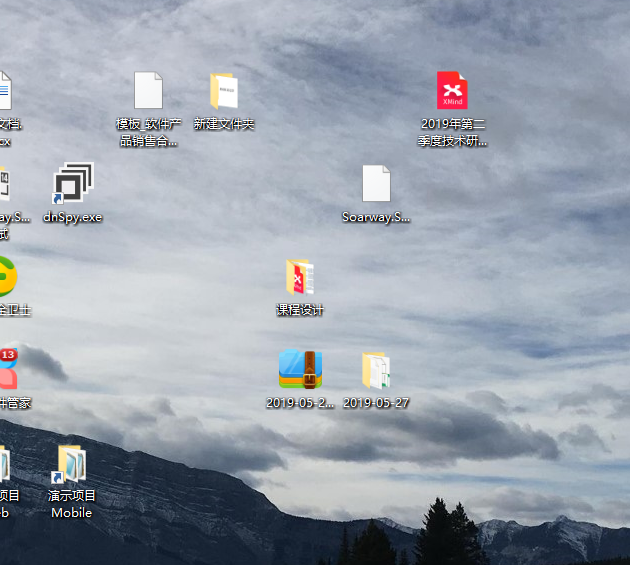 文档.
cx
模板_软件产
品销售合...
新建文件夹
XMind
2019年第二
季度技术研...
ay.S...
试
dnSpy.exe
Soarway.S...
全卫士
课程设计
13
件管家
2019-05-2...
2019-05-27
项目
b
演示项目
Mobile